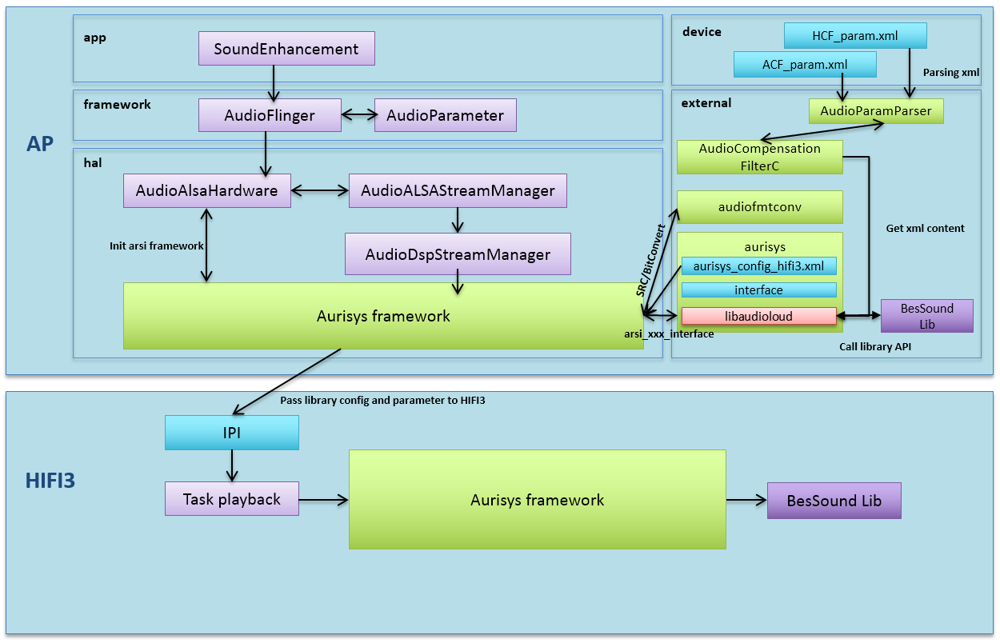 AP
app
SoundEnhancement
framework
AudioFlinger
AudioParameter
hal
AudioAlsaHardware
AudioALSAStreamManager
Init arsi framework
AudioDspStreamManager
Aurisys framework
device
HCF_param.xml
ACF_param.xml
Parsing xml
external
AudioParamParser
AudioCompensation
FilterC
audiofmtconv
SRC/BitConvert
Get xml content
aurisys
aurisys_config_hifi3.xml
interface
libaudioloud
BesSound
Lib
arsi_xxx_interface
Call library API
Pass library config and parameter to HIFI3
HIFI3
IPI
Task playback
Aurisys framework
BesSound Lib